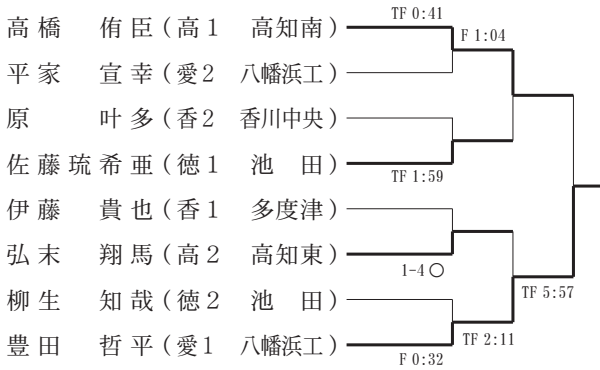 高橋 侑臣(高1 高知南)
TF 0:41
F 1:04
平家 宣幸(愛2 八幡浜工)
原 叶多(香2 香川中央)
佐藤琉希亜(徳1 池田)
TF 1:59
伊藤 貴也(香1 多度津)
弘末 翔馬(高2 高知東)
1-4 ○
TF 5:57
柳生 知哉(徳2 池田)
豊田 哲平(愛1 八幡浜工)
TF 2:11
F 0:32